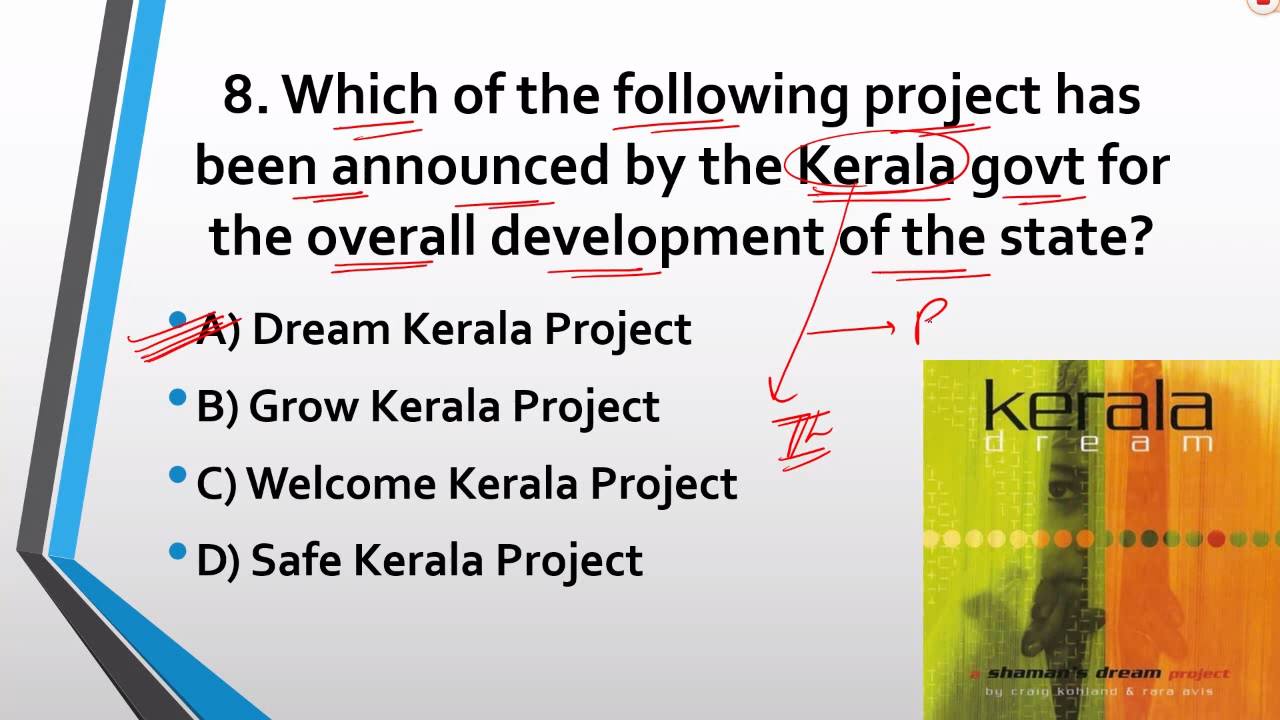 8. Which of the following project has
been announced by the Kerala govt for
the overall development of the state?
A) Dream Kerala Project
P
B) Grow Kerala Project
C) Welcome Kerala Project
D) Safe Kerala Project
kerala
dream
a shaman's dream project
by craig kohland & rara avis